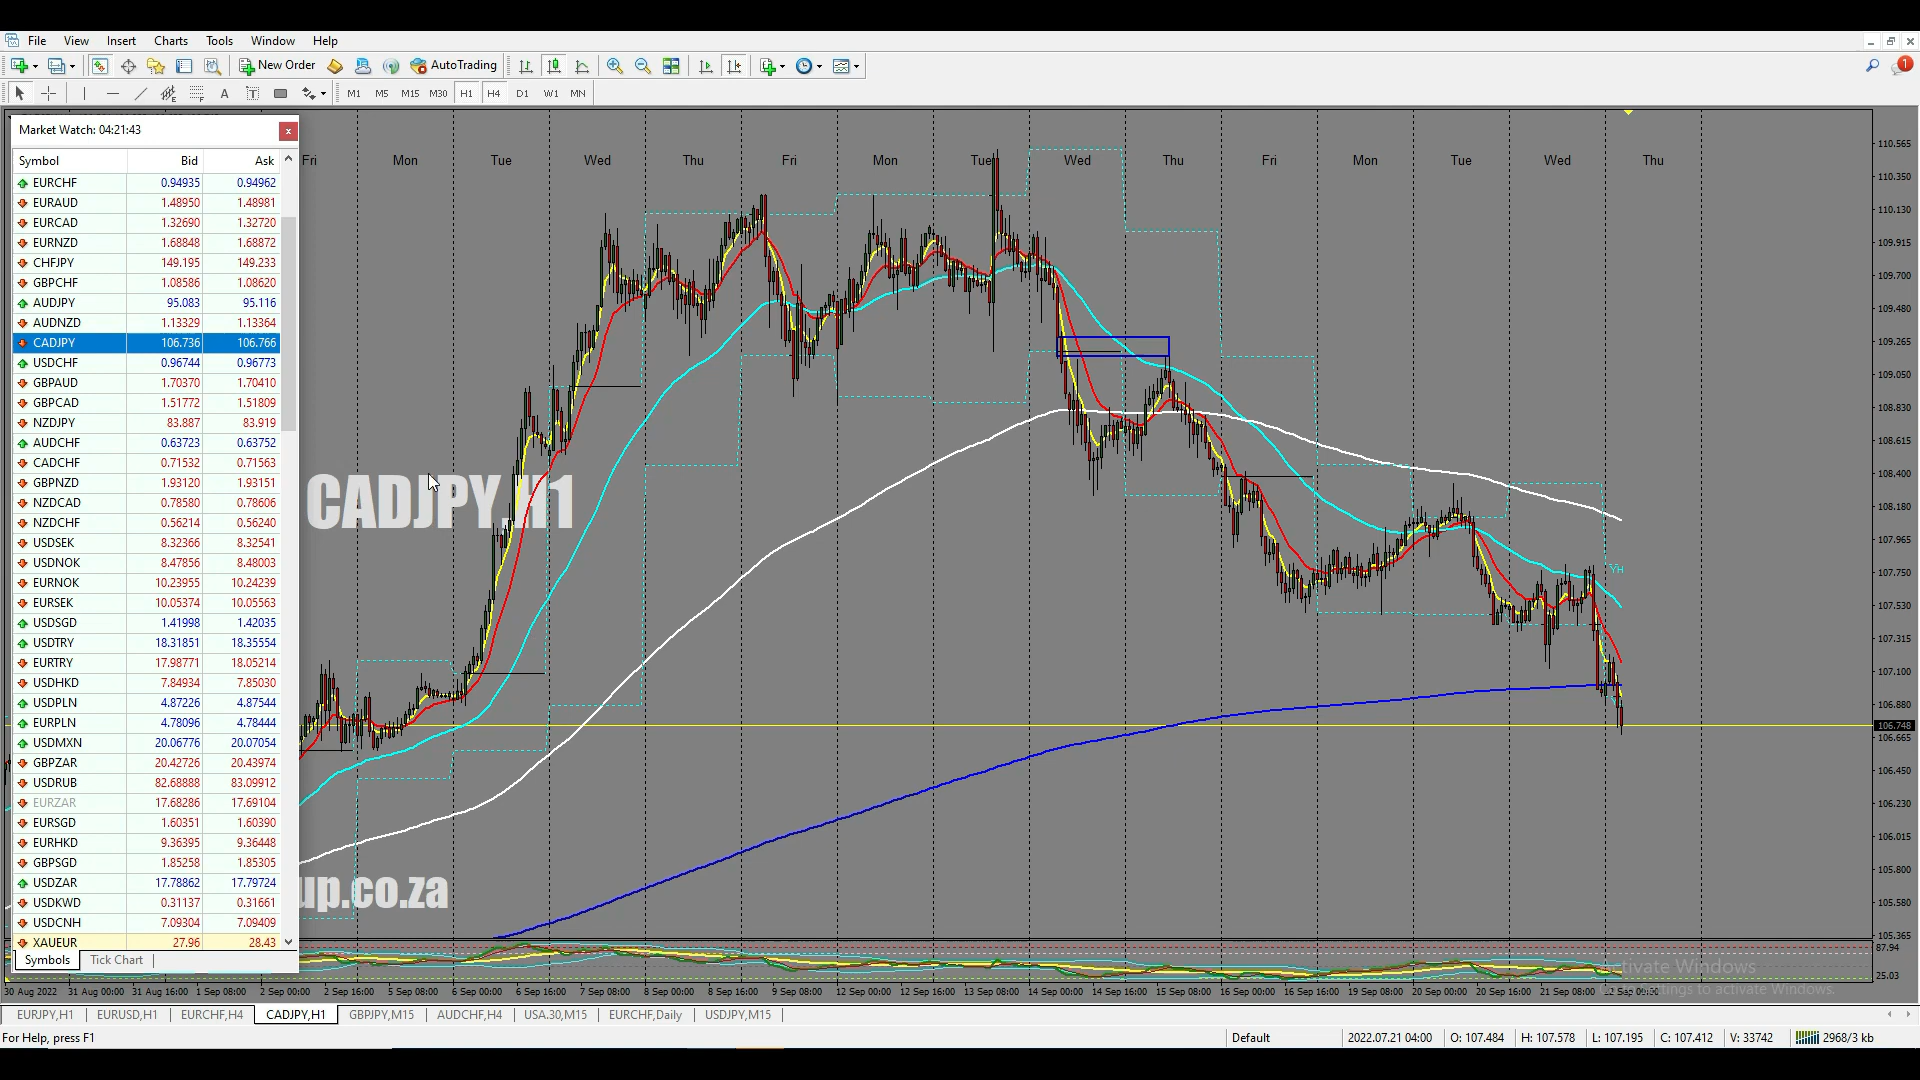 File View Insert Charts Tools Window Help
New Order AutoTrading 1
A T M1 M5 M15 M30 H1 H4 D1 W1 MN
Market Watch: 04:21:43
Symbol Bid Ask
EURCHF 0.94935 0.94962
EURAUD 1.48950 1.48981
EURCAD 1.32690 1.32720
EURNZD 1.68848 1.68872
CHFJPY 149.195 149.233
GBPCHF 1.08586 1.08620
AUDJPY 95.083 95.116
AUDNZD 1.13329 1.13364
CADJPY 106.736 106.766
USDCHF 0.96744 0.96773
GBPAUD 1.70370 1.70410
GBPCAD 1.51772 1.51809
NZDJPY 83.887 83.919
AUDCHF 0.63723 0.63752
CADCHF 0.71532 0.71563
GBPNZD 1.93120 1.93151
NZDCAD 0.78580 0.78606
NZDCHF 0.56214 0.56240
USDSEK 8.32366 8.32541
USDNOK 8.47856 8.48003
EURNOK 10.23955 10.24239
EURSEK 10.05374 10.05563
USDSGD 1.41998 1.42035
USDTRY 18.31851 18.35554
EURTRY 17.98771 18.05214
USDHKD 7.84934 7.85030
USDPLN 4.87226 4.87544
EURPLN 4.78096 4.78444
USDMXN 20.06776 20.07054
GBPZAR 20.42726 20.43974
USDRUB 82.68888 83.09912
EURZAR 17.68286 17.69104
EURSGD 1.60351 1.60390
EURHKD 9.36395 9.36448
GBPSGD 1.85258 1.85305
USDZAR 17.78862 17.79724
USDKWD 0.31137 0.31661
USDCNH 7.09304 7.09409
XAUEUR 27.96 28.43
Symbols Tick Chart
Fri Mon Tue Wed Thu Fri Mon Tue Wed Thu Fri Mon Tue Wed Thu
CADJPY,H1
up.co.za
YH
110.565
110.350
110.130
109.915
109.700
109.480
109.265
109.050
108.830
108.615
108.400
108.180
107.965
107.750
107.530
107.315
107.100
106.880
106.748
106.665
106.450
106.230
106.015
105.800
105.580
105.365
87.94
25.03
Activate Windows
Settings to activate Windows.
30 Aug 2022 31 Aug 00:00 31 Aug 16:00 1 Sep 08:00 2 Sep 00:00 2 Sep 16:00 5 Sep 08:00 6 Sep 00:00 6 Sep 16:00 7 Sep 08:00 8 Sep 00:00 8 Sep 16:00 9 Sep 08:00 12 Sep 00:00 12 Sep 16:00 13 Sep 08:00 14 Sep 00:00 14 Sep 16:00 15 Sep 08:00 16 Sep 00:00 16 Sep 16:00 19 Sep 08:00 20 Sep 00:00 20 Sep 16:00 21 Sep 08:00
EURJPY,H1 EURUSD,H1 EURCHF,H4 CADJPY,H1 GBPJPY,M15 AUDCHF,H4 USA.30,M15 EURCHF,Daily USDJPY,M15
For Help, press F1 Default 2022.07.21 04:00 O: 107.484 H: 107.578 L: 107.195 C: 107.412 V: 33742 2968/3 kb